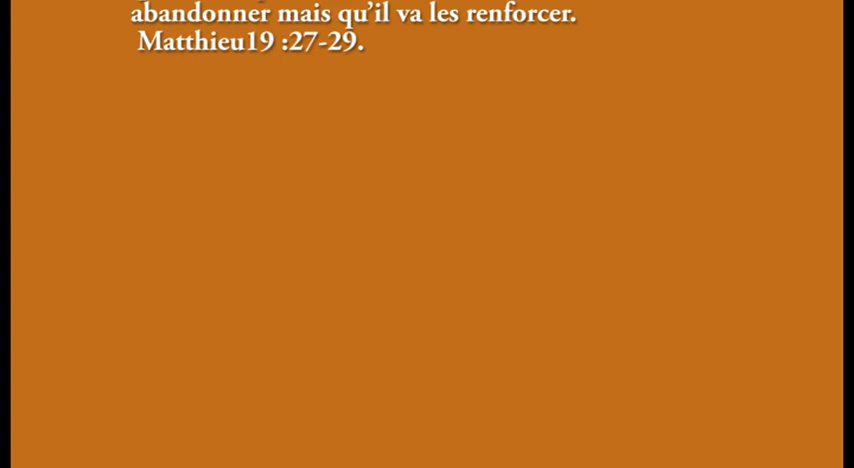 abandonner mais qu’il va les renforcer.
Matthieu19 :27-29.